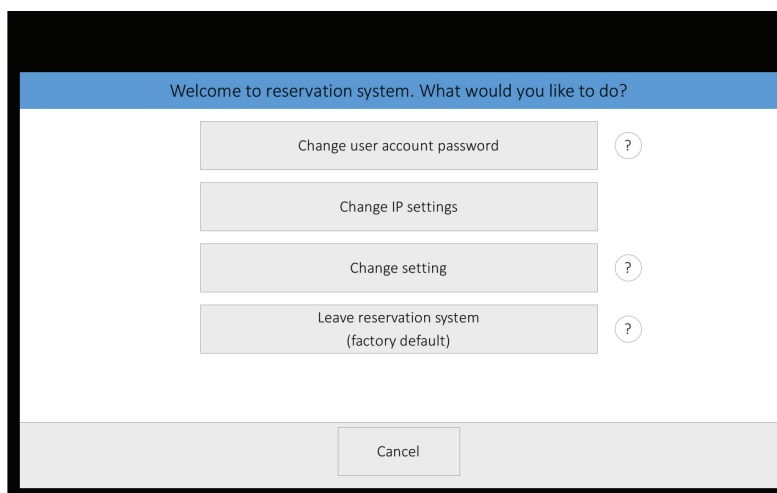 Welcome to reservation system. What would you like to do?
Change user account password
?
Change IP settings
Change setting
?
Leave reservation system
(factory default)
?
Cancel